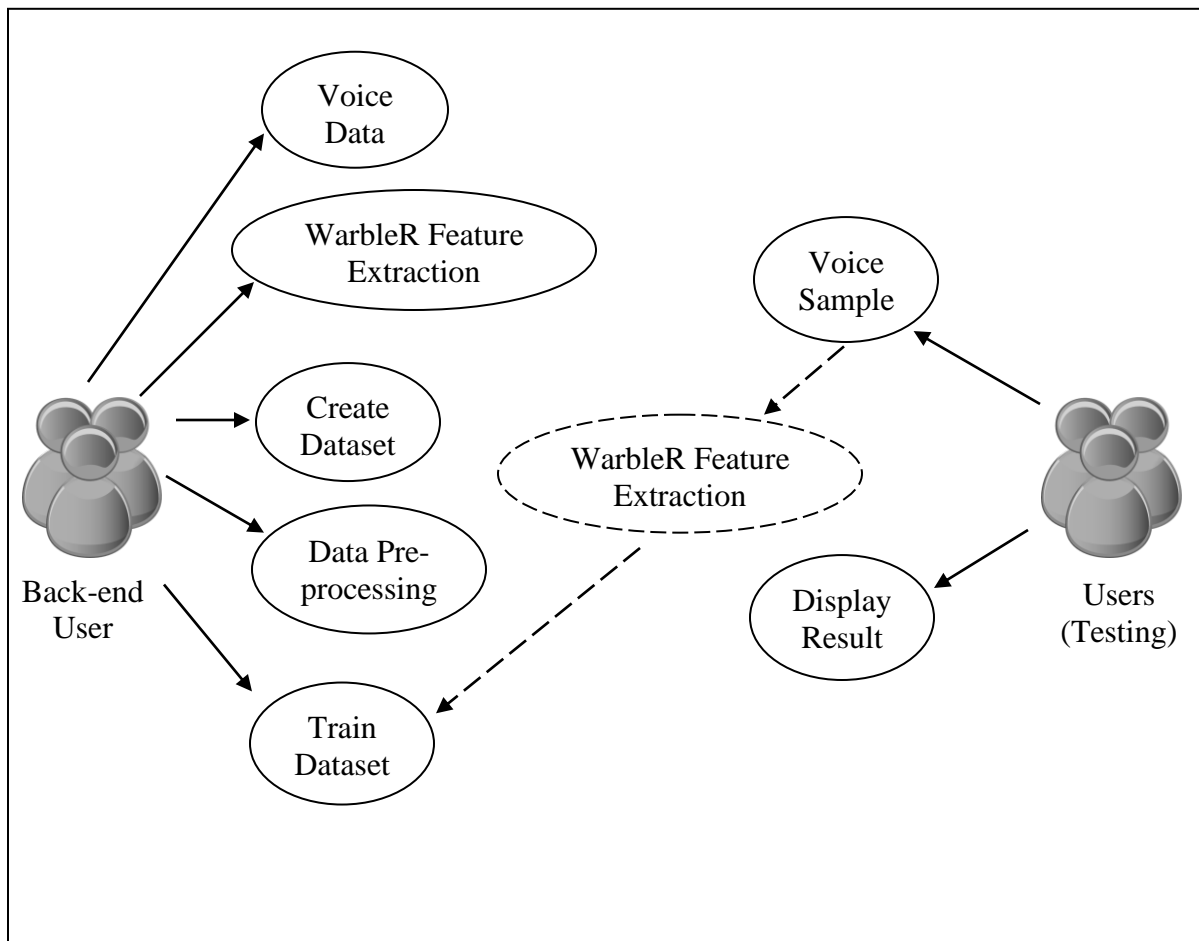 Voice
Data
WarbleR Feature
Extraction
Voice
Sample
Create
Dataset
WarbleR Feature
Extraction
Data Pre-
processing
Back-end
User
Display
Result
Users
(Testing)
Train
Dataset